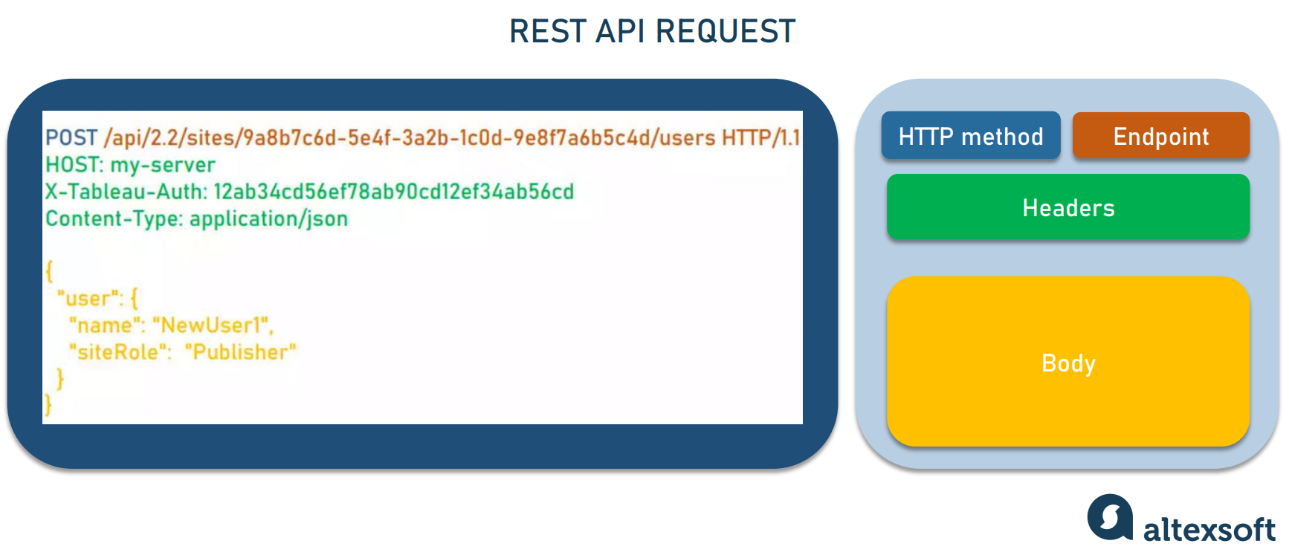 REST API REQUEST
POST /api/2.2/sites/9a8b7c6d-5e4f-3a2b-1c0d-9e8f7a6b5c4d/users HTTP/1.1
HOST: my-server
X-Tableau-Auth: 12ab34cd56ef78ab90cd12ef34ab56cd
Content-Type: application/json
{
"user": {
"name": "NewUser1",
"siteRole": "Publisher"
}
}
HTTP method
Endpoint
Headers
Body
altexsoft